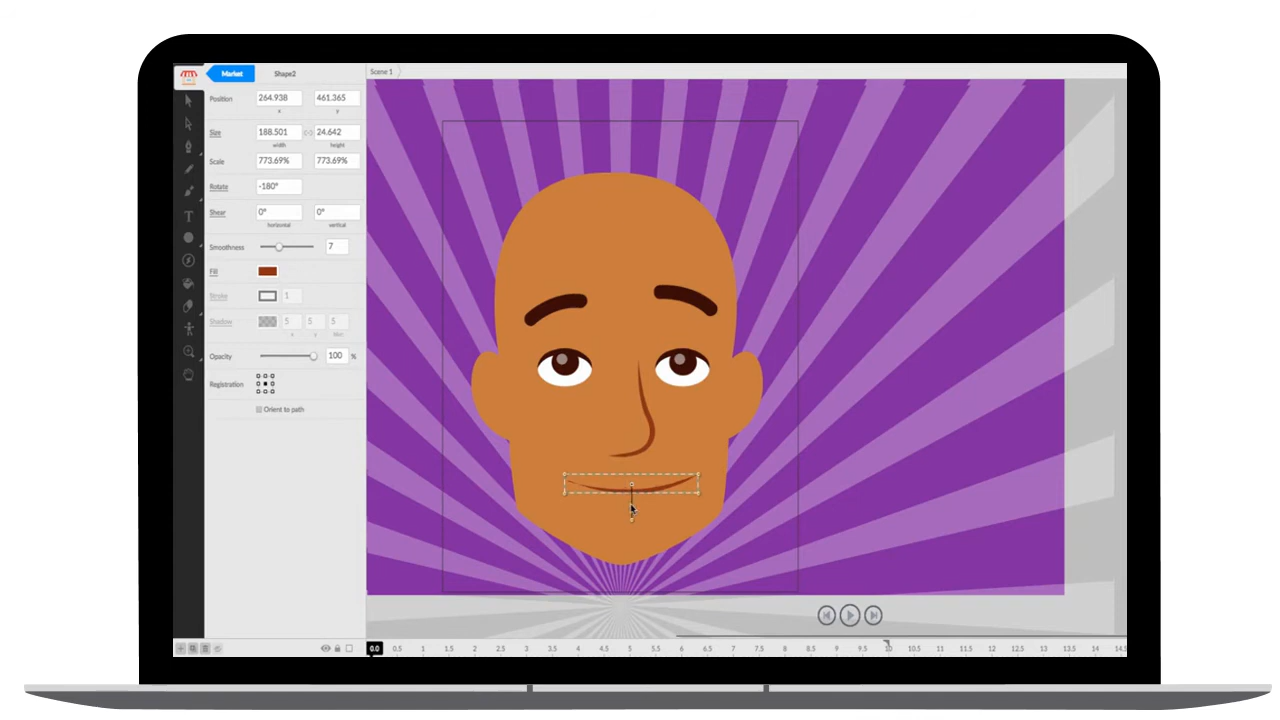 Market Shape2 Scene 1
Position 264.938 461.365
x y
Size 188.501 24.642
width height
Scale 773.69% 773.69%
Rotate -180°
Shear 0° 0°
horizontal vertical
Smoothness 7
Fill
Stroke 1
Shadow 5 5 5
x y
Opacity 100 %
Registration
Orient to path
T
0.0 0.5 1 1.5 2 2.5 3 3.5 4 4.5 5 5.5 6 6.5 7 7.5 8 8.5 9 9.5 10 10.5 11 11.5 12 12.5 13 13.5 14 14.5